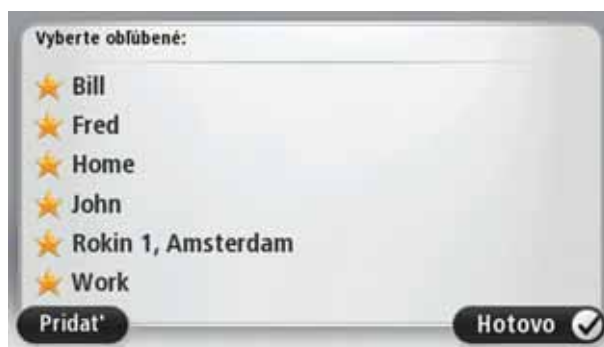 Vyberte obľúbené:
Bill
Fred
Home
John
Rokin 1, Amsterdam
Work
Pridať
Hotovo